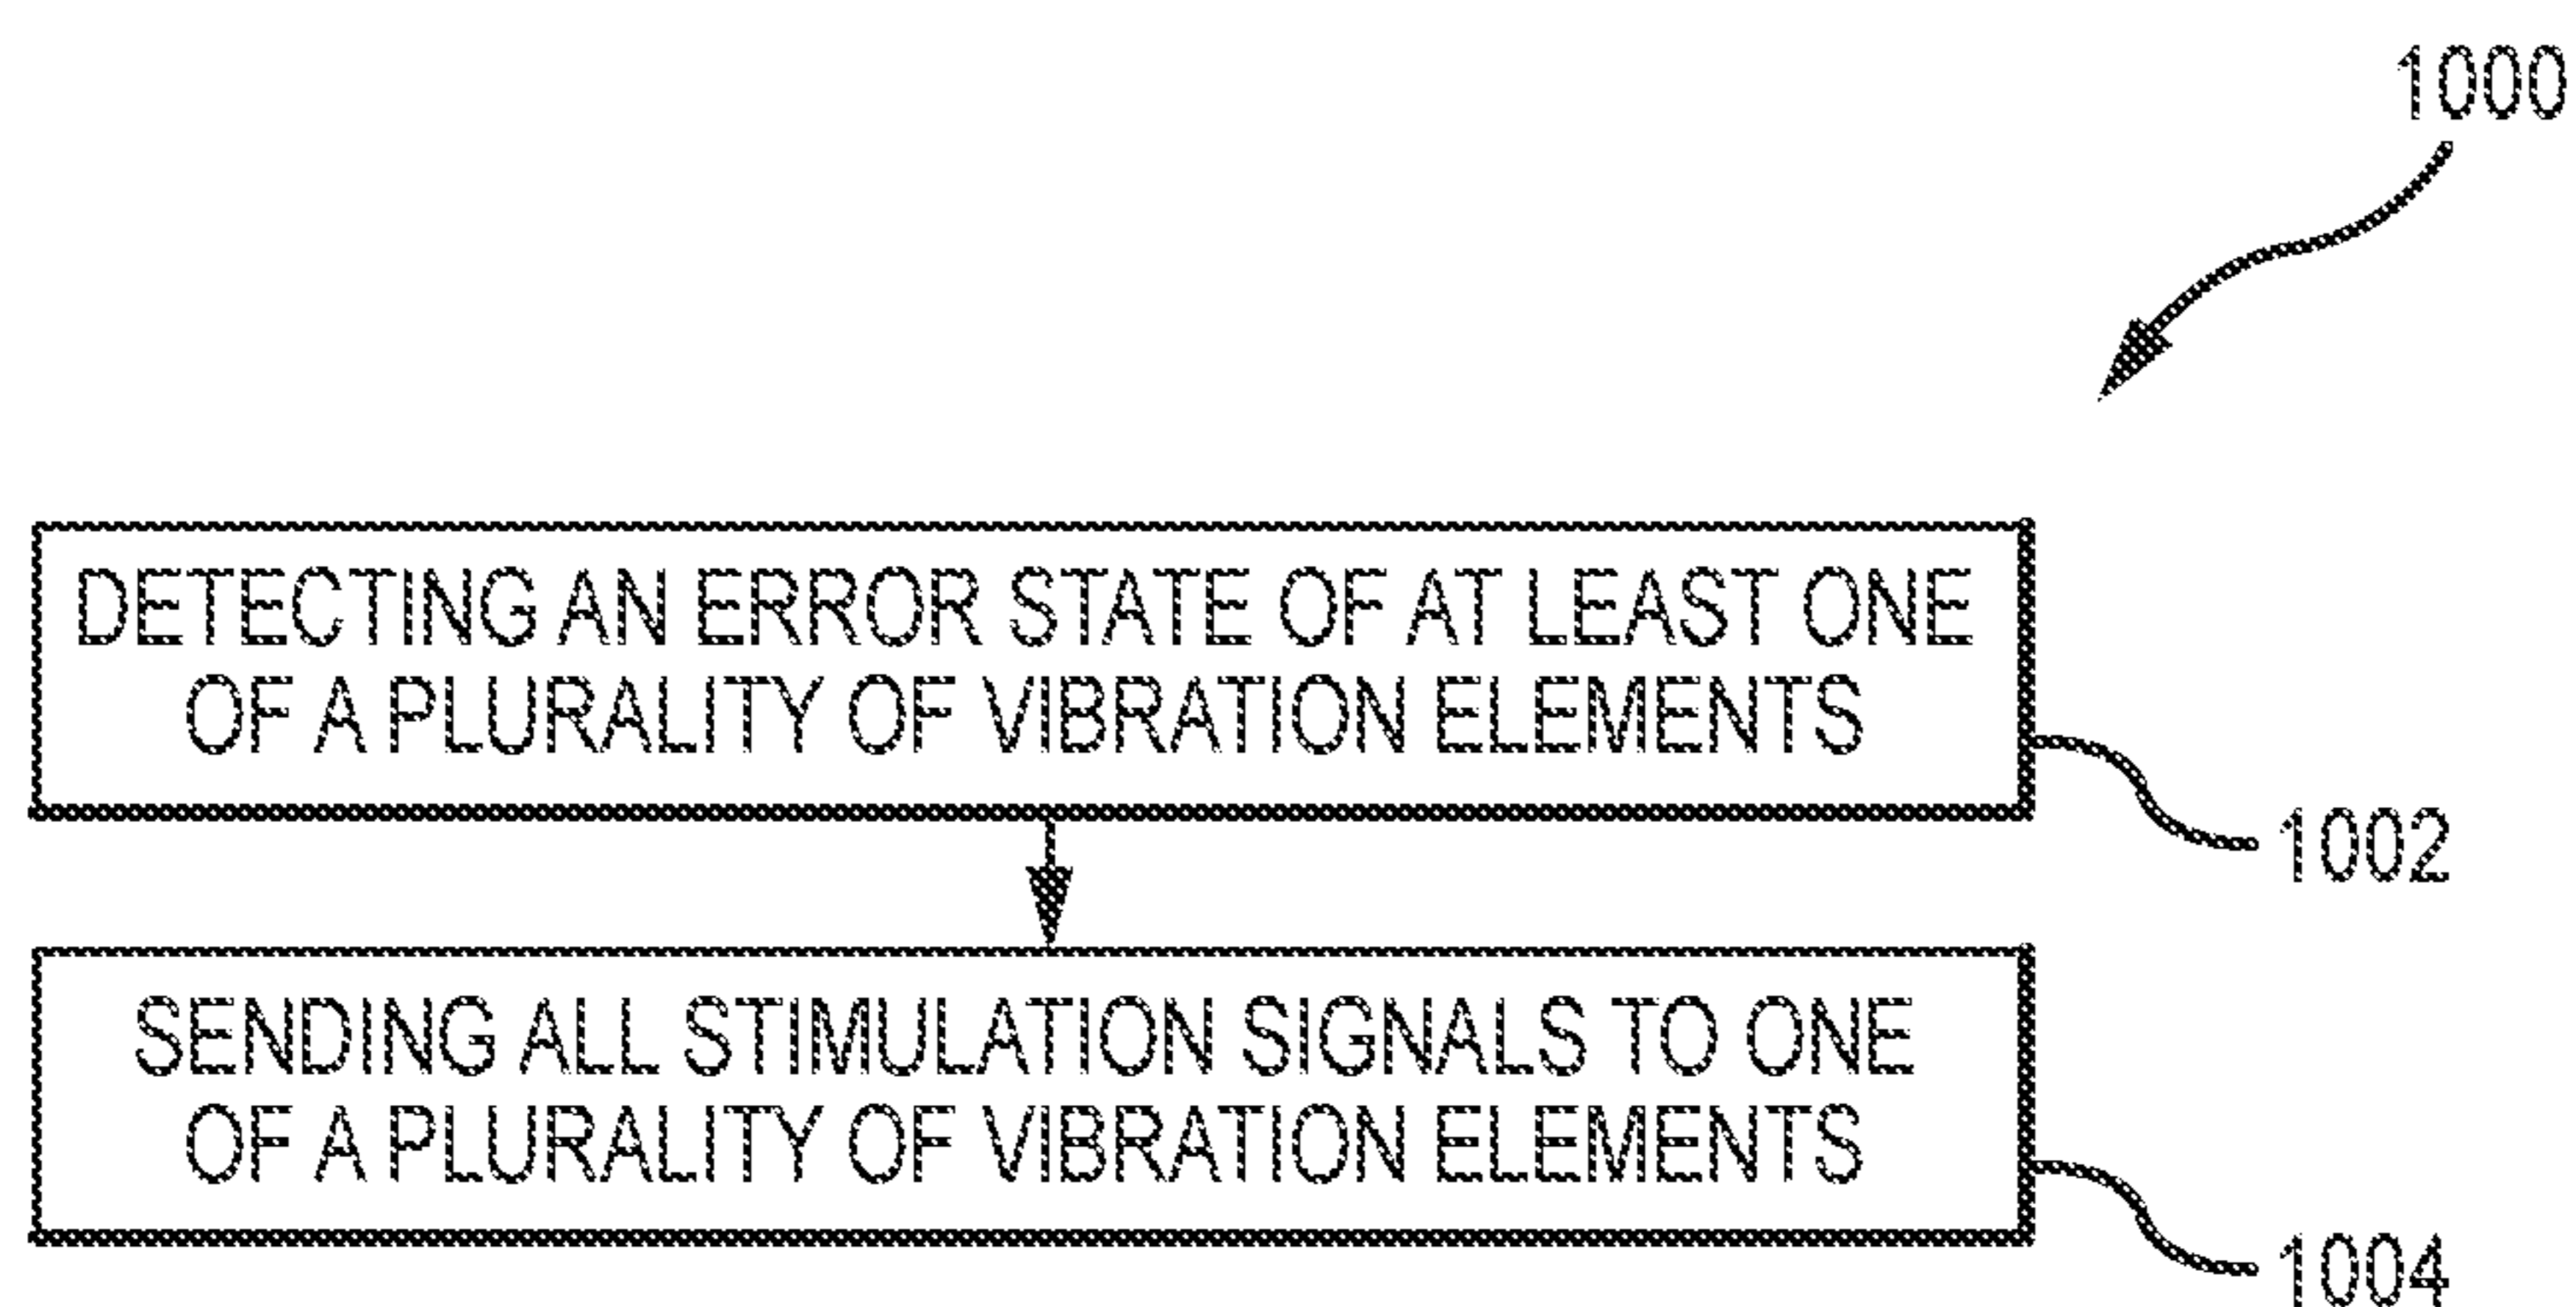 1000
DETECTING AN ERROR STATE OF AT LEAST ONE
OF A PLURALITY OF VIBRATION ELEMENTS
1002
SENDING ALL STIMULATION SIGNALS TO ONE
OF A PLURALITY OF VIBRATION ELEMENTS
1004